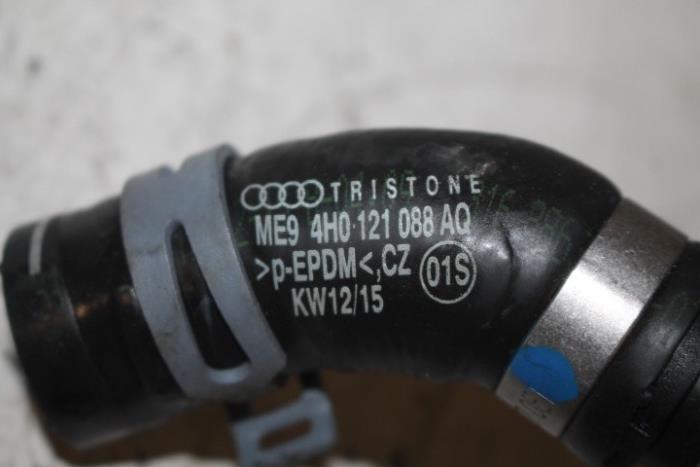 TRISTONE
ME9 4H0 121 088 AQ
>p-EPDM<,CZ 01S
KW12/15